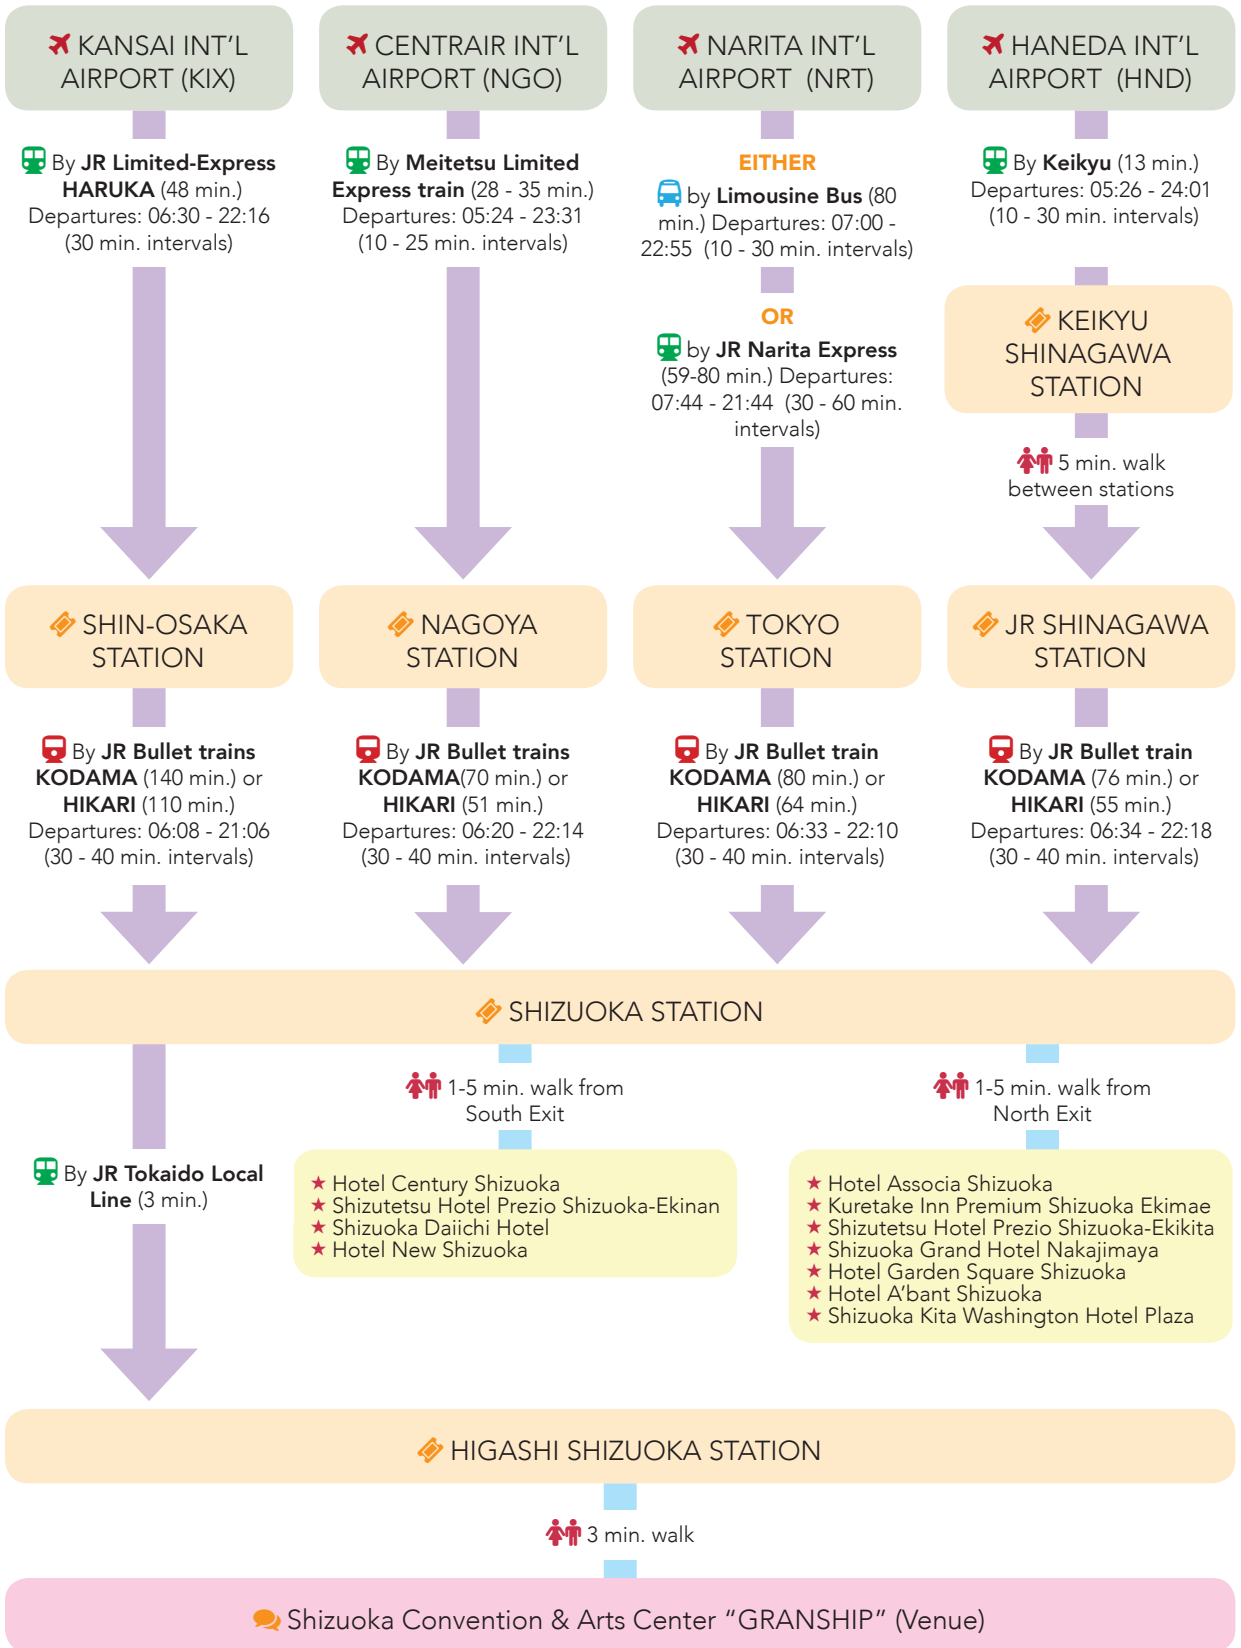 KANSAI INT'L
AIRPORT (KIX)
By JR Limited-Express
HARUKA (48 min.)
Departures: 06:30 - 22:16
(30 min. intervals)
SHIN-OSAKA
STATION
By JR Bullet trains
KODAMA (140 min.) or
HIKARI (110 min.)
Departures: 06:08 - 21:06
(30 - 40 min. intervals)
CENTRAIR INT'L
AIRPORT (NGO)
By Meitetsu Limited
Express train (28 - 35 min.)
Departures: 05:24 - 23:31
(10 - 25 min. intervals)
NAGOYA
STATION
By JR Bullet trains
KODAMA(70 min.) or
HIKARI (51 min.)
Departures: 06:20 - 22:14
(30 - 40 min. intervals)
NARITA INT'L
AIRPORT (NRT)
EITHER
by Limousine Bus (80
min.) Departures: 07:00 -
22:55 (10 - 30 min. intervals)
OR
by JR Narita Express
(59-80 min.) Departures:
07:44 - 21:44 (30 - 60 min.
intervals)
TOKYO
STATION
By JR Bullet train
KODAMA (80 min.) or
HIKARI (64 min.)
Departures: 06:33 - 22:10
(30 - 40 min. intervals)
HANEDA INT'L
AIRPORT (HND)
By Keikyu (13 min.)
Departures: 05:26 - 24:01
(10 - 30 min. intervals)
KEIKYU
SHINAGAWA
STATION
5 min. walk
between stations
JR SHINAGAWA
STATION
By JR Bullet train
KODAMA (76 min.) or
HIKARI (55 min.)
Departures: 06:34 - 22:18
(30 - 40 min. intervals)
SHIZUOKA STATION
By JR Tokaido Local
Line (3 min.)
1-5 min. walk from
South Exit
Hotel Century Shizuoka
Shizutetsu Hotel Prezio Shizuoka-Ekinan
Shizuoka Daiichi Hotel
Hotel New Shizuoka
1-5 min. walk from
North Exit
Hotel Associa Shizuoka
Kuretake Inn Premium Shizuoka Ekimae
Shizutetsu Hotel Prezio Shizuoka-Ekikita
Shizuoka Grand Hotel Nakajimaya
Hotel Garden Square Shizuoka
Hotel A'bant Shizuoka
Shizuoka Kita Washington Hotel Plaza
HIGASHI SHIZUOKA STATION
3 min. walk
Shizuoka Convention & Arts Center “GRANSHIP” (Venue)